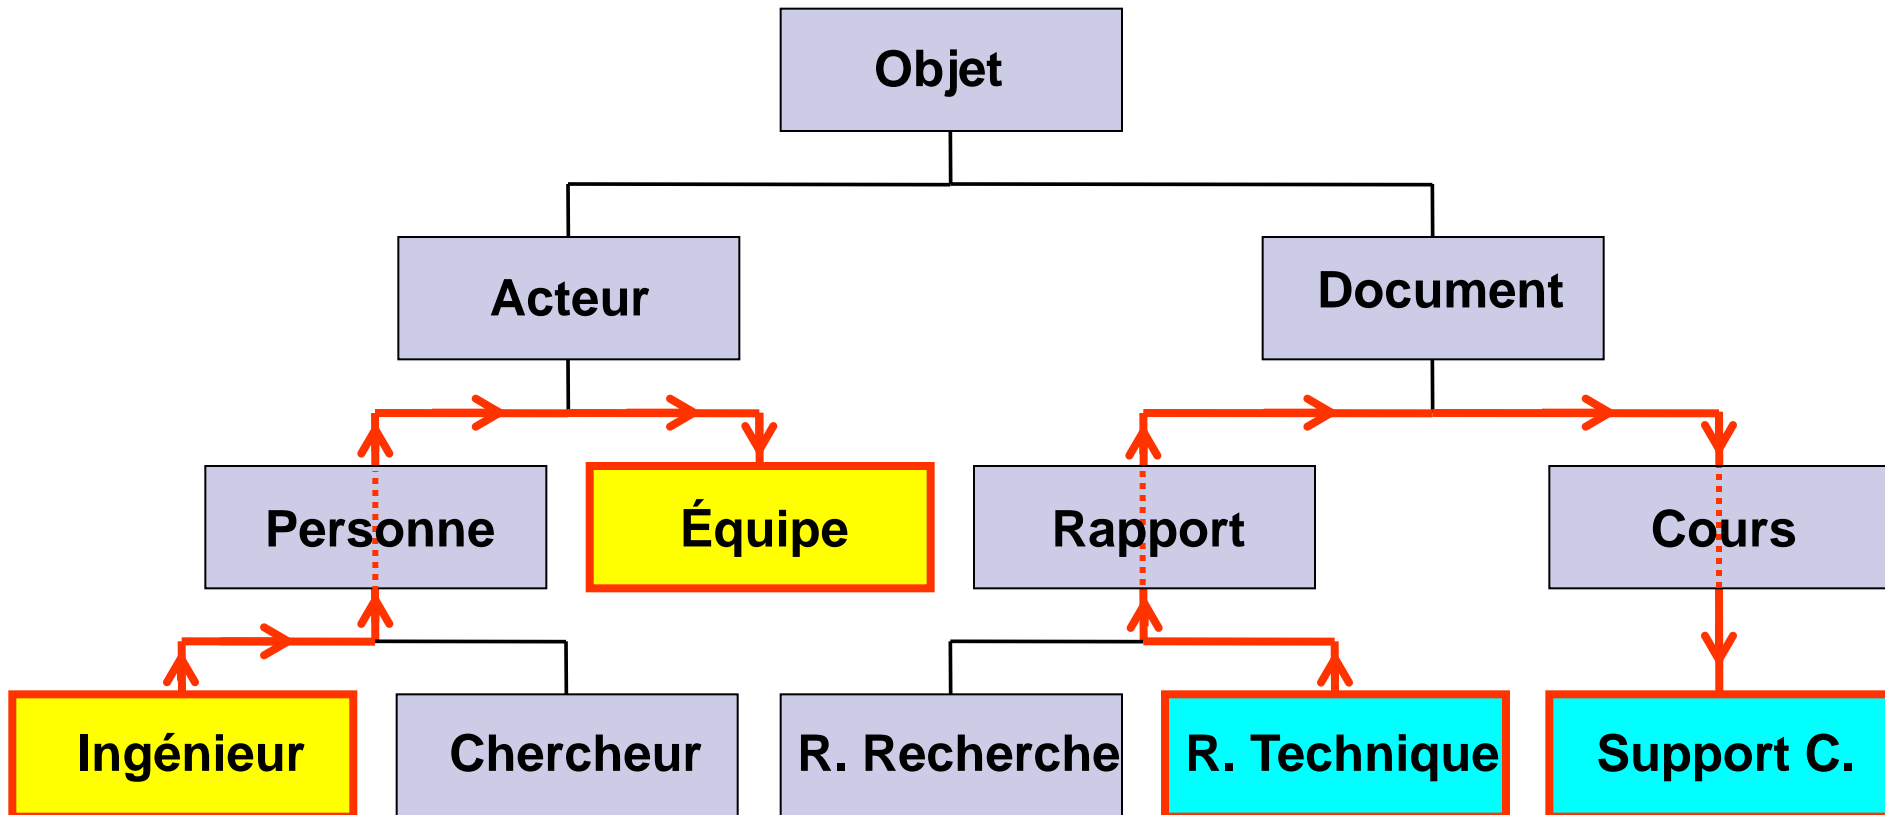 Objet
Acteur
Document
Personne
Équipe
Rapport
Cours
Ingénieur
Chercheur
R. Recherche
R. Technique
Support C.